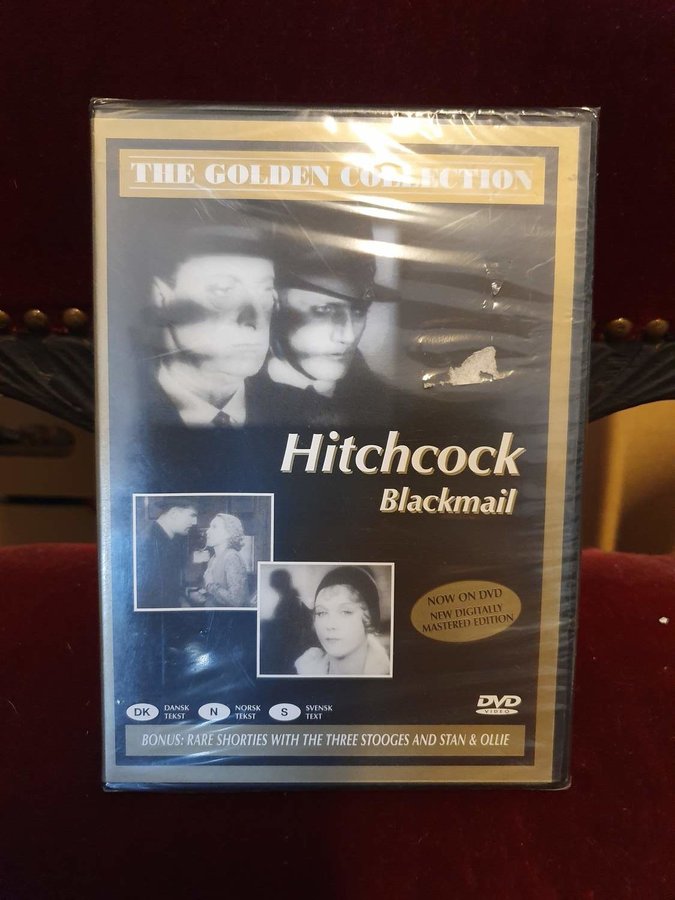 THE GOLDEN COLLECTION
Hitchcock
Blackmail
NOW ON DVD
NEW DIGITALLY
MASTERED EDITION
DK DANSK TEKST
N NORSK TEKST
S SVENSK TEXT
DVD
VIDEO
BONUS: RARE SHORTIES WITH THE THREE STOOGES AND STAN & OLLIE